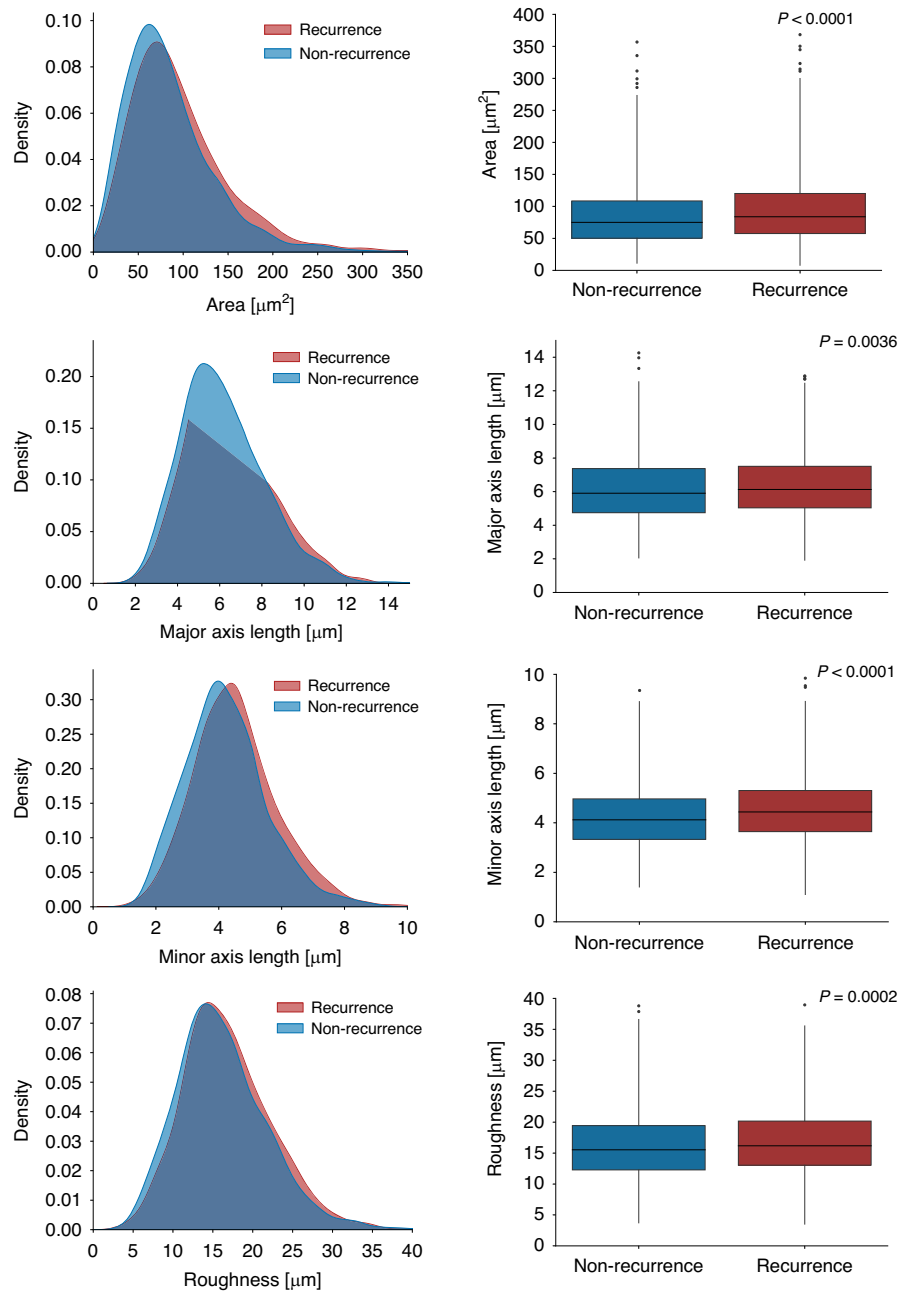 0.10
0.08
0.06
0.04
0.02
0.00
Density
0
50
100
150
200
250
300
350
Area [μm²]
Recurrence
Non-recurrence
P < 0.0001
400
350
300
250
200
150
100
50
0
Area [μm²]
Non-recurrence
Recurrence
0.20
0.15
0.10
0.05
0.00
Density
0
2
4
6
8
10
12
14
Major axis length [μm]
Recurrence
Non-recurrence
P = 0.0036
14
12
10
8
6
4
2
0
Major axis length [μm]
Non-recurrence
Recurrence
0.30
0.25
0.20
0.15
0.10
0.05
0.00
Density
0
2
4
6
8
10
Minor axis length [μm]
Recurrence
Non-recurrence
P < 0.0001
10
8
6
4
2
0
Minor axis length [μm]
Non-recurrence
Recurrence
0.08
0.07
0.06
0.05
0.04
0.03
0.02
0.01
0.00
Density
0
5
10
15
20
25
30
35
40
Roughness [μm]
Recurrence
Non-recurrence
P = 0.0002
40
35
30
25
20
15
10
5
0
Roughness [μm]
Non-recurrence
Recurrence